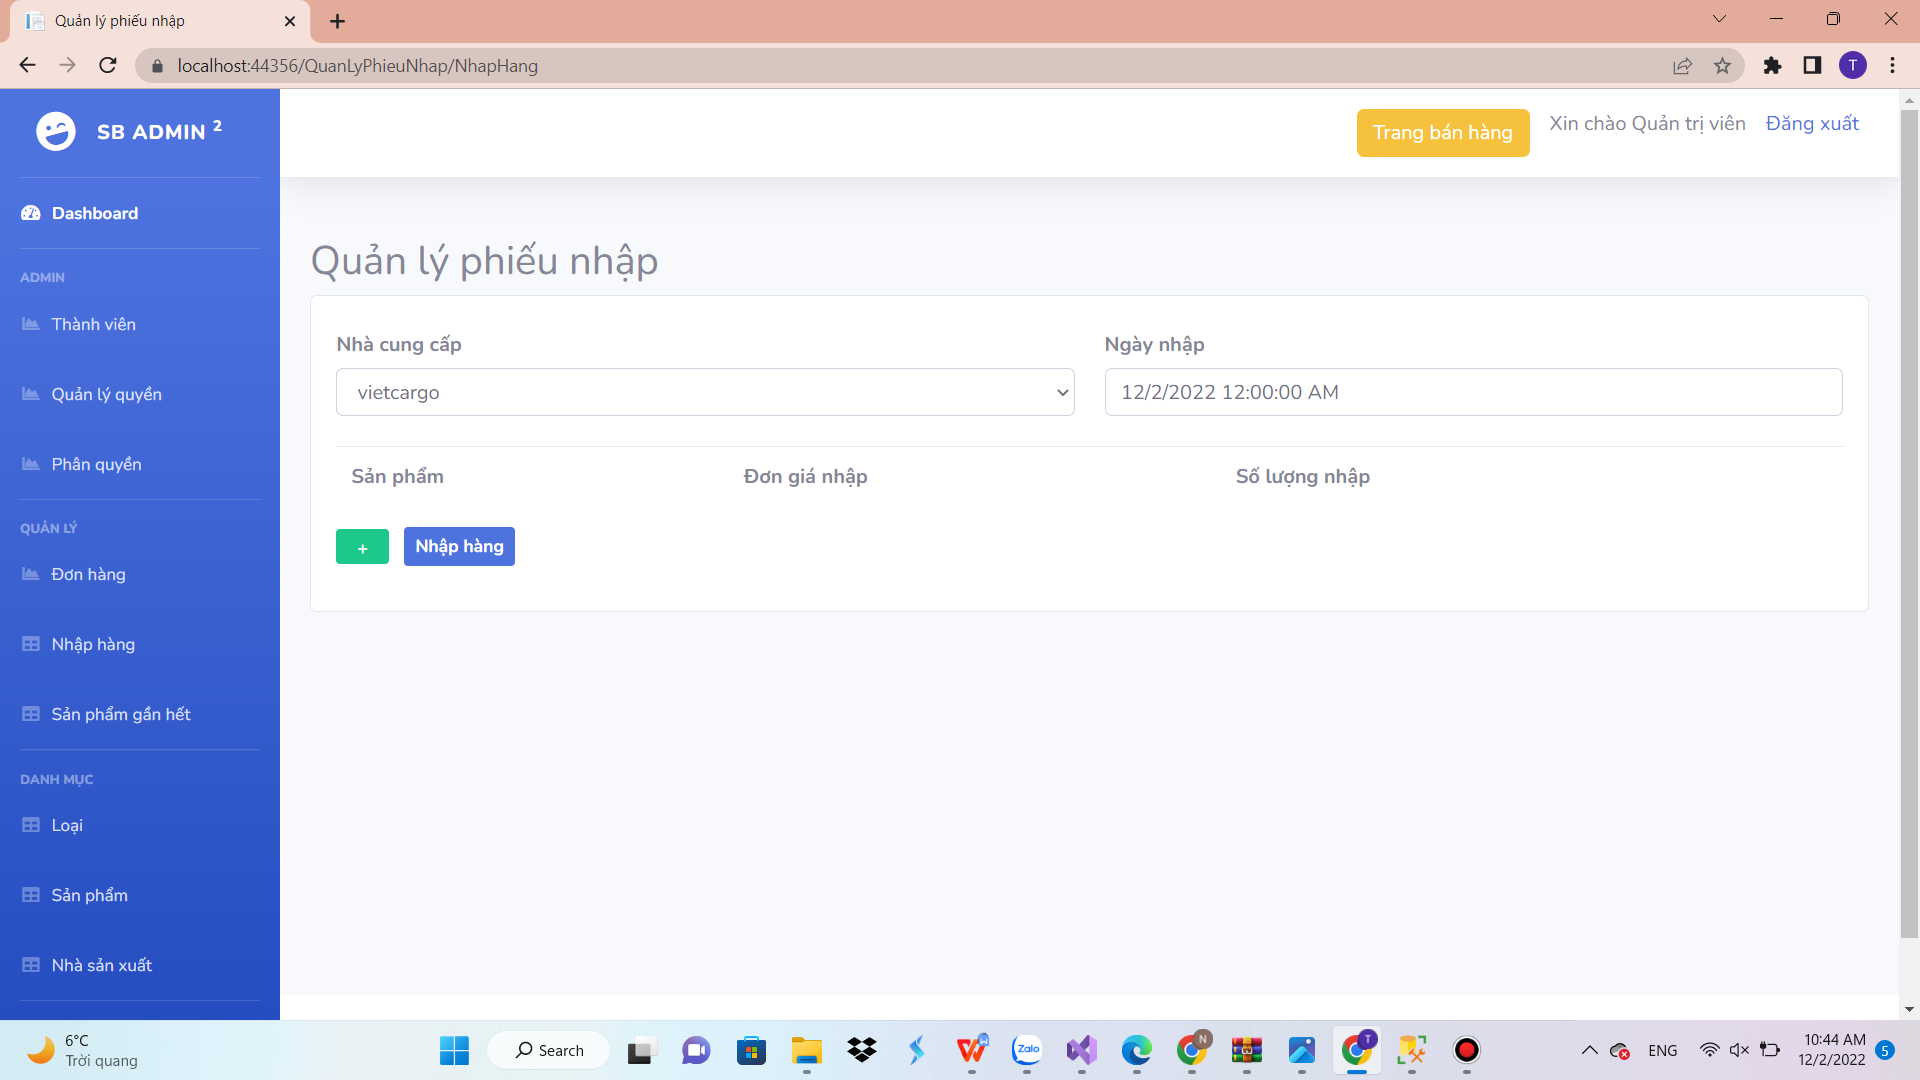 Quản lý phiếu nhập
localhost:44356/QuanLyPhieuNhap/NhapHang
T
SB ADMIN 2
Trang bán hàng
Xin chào Quản trị viên
Đăng xuất
Dashboard
ADMIN
Thành viên
Quản lý quyền
Phân quyền
QUẢN LÝ
Đơn hàng
Nhập hàng
Sản phẩm gần hết
DANH MỤC
Loại
Sản phẩm
Nhà sản xuất
Quản lý phiếu nhập
Nhà cung cấp
Ngày nhập
vietcargo
12/2/2022 12:00:00 AM
Sản phẩm
Đơn giá nhập
Số lượng nhập
+
Nhập hàng
6°C
Trời quang
Search
Zalo
N
T
ENG
10:44 AM
12/2/2022
5